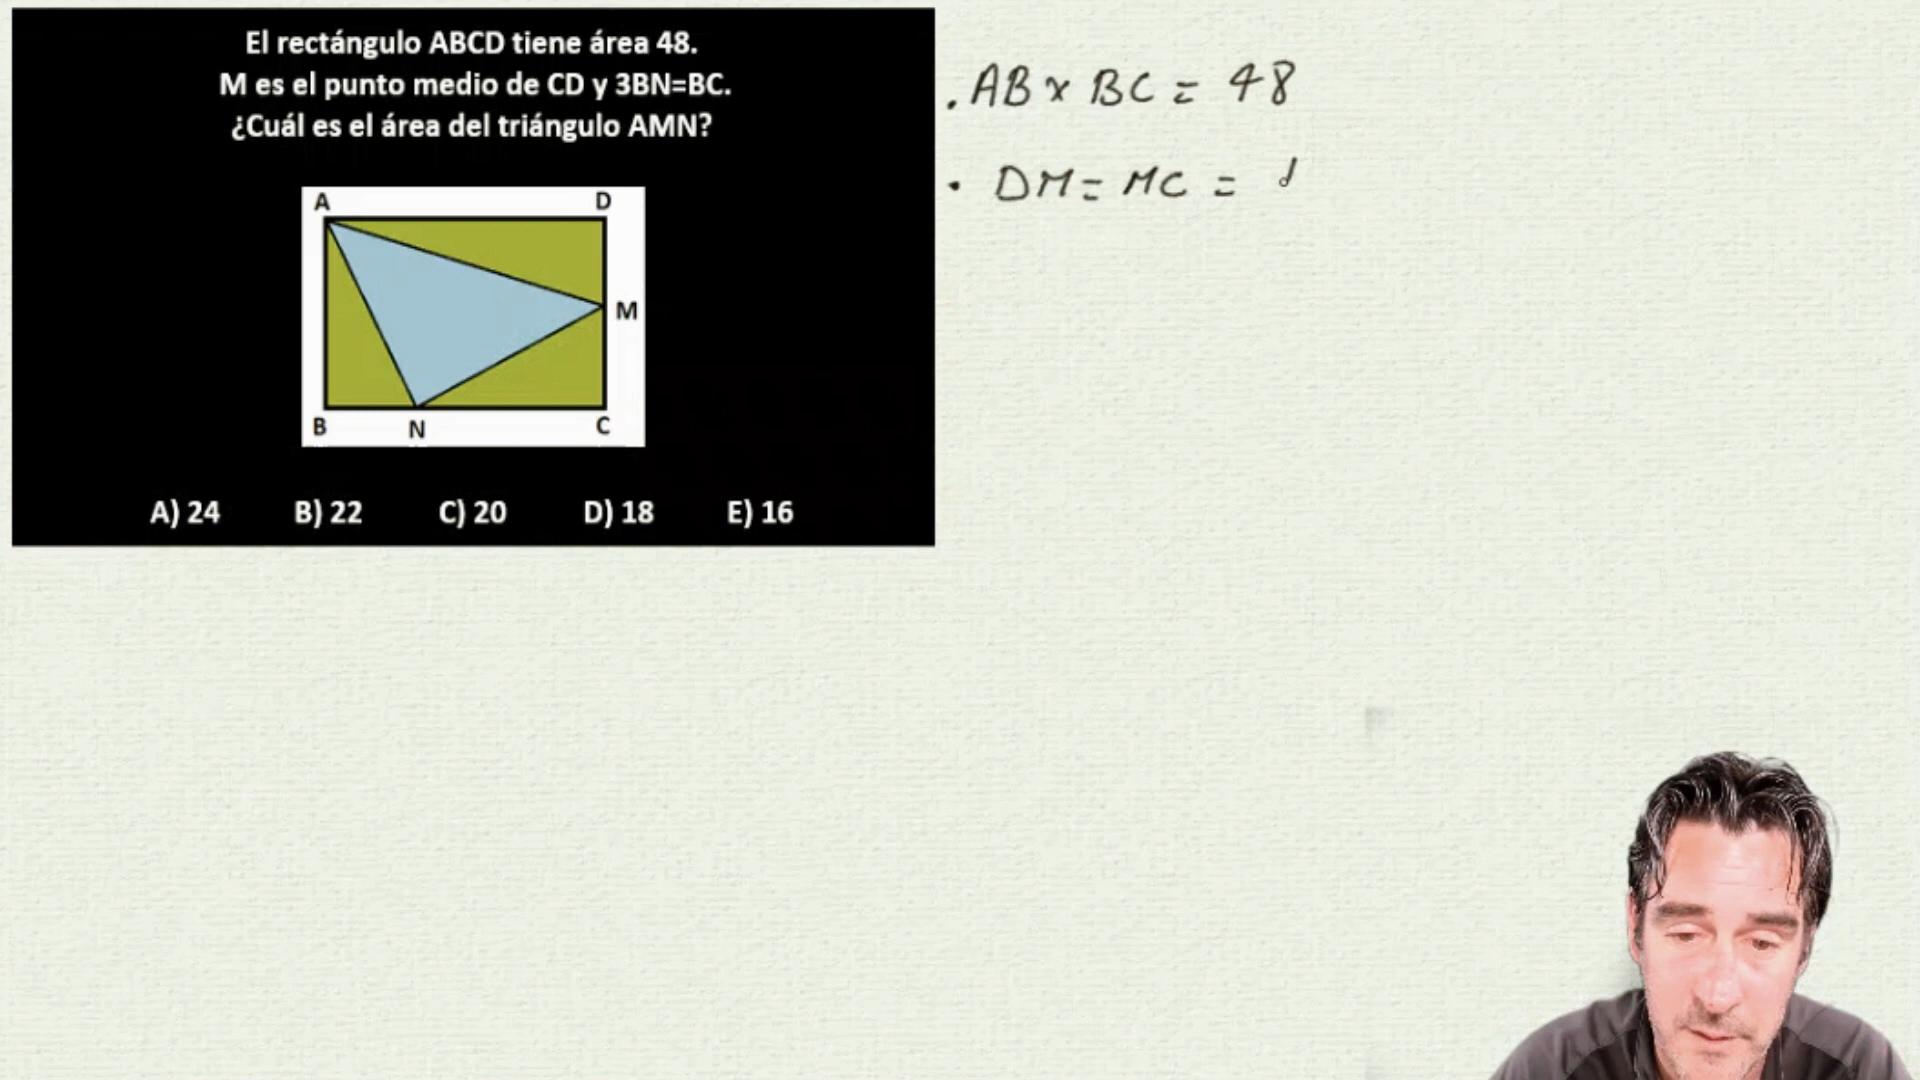 El rectángulo ABCD tiene área 48.
M es el punto medio de CD y 3BN=BC.
¿Cuál es el área del triángulo AMN?
A D
M
B N C
A) 24 B) 22 C) 20 D) 18 E) 16
. AB x BC = 48
. DM = MC =